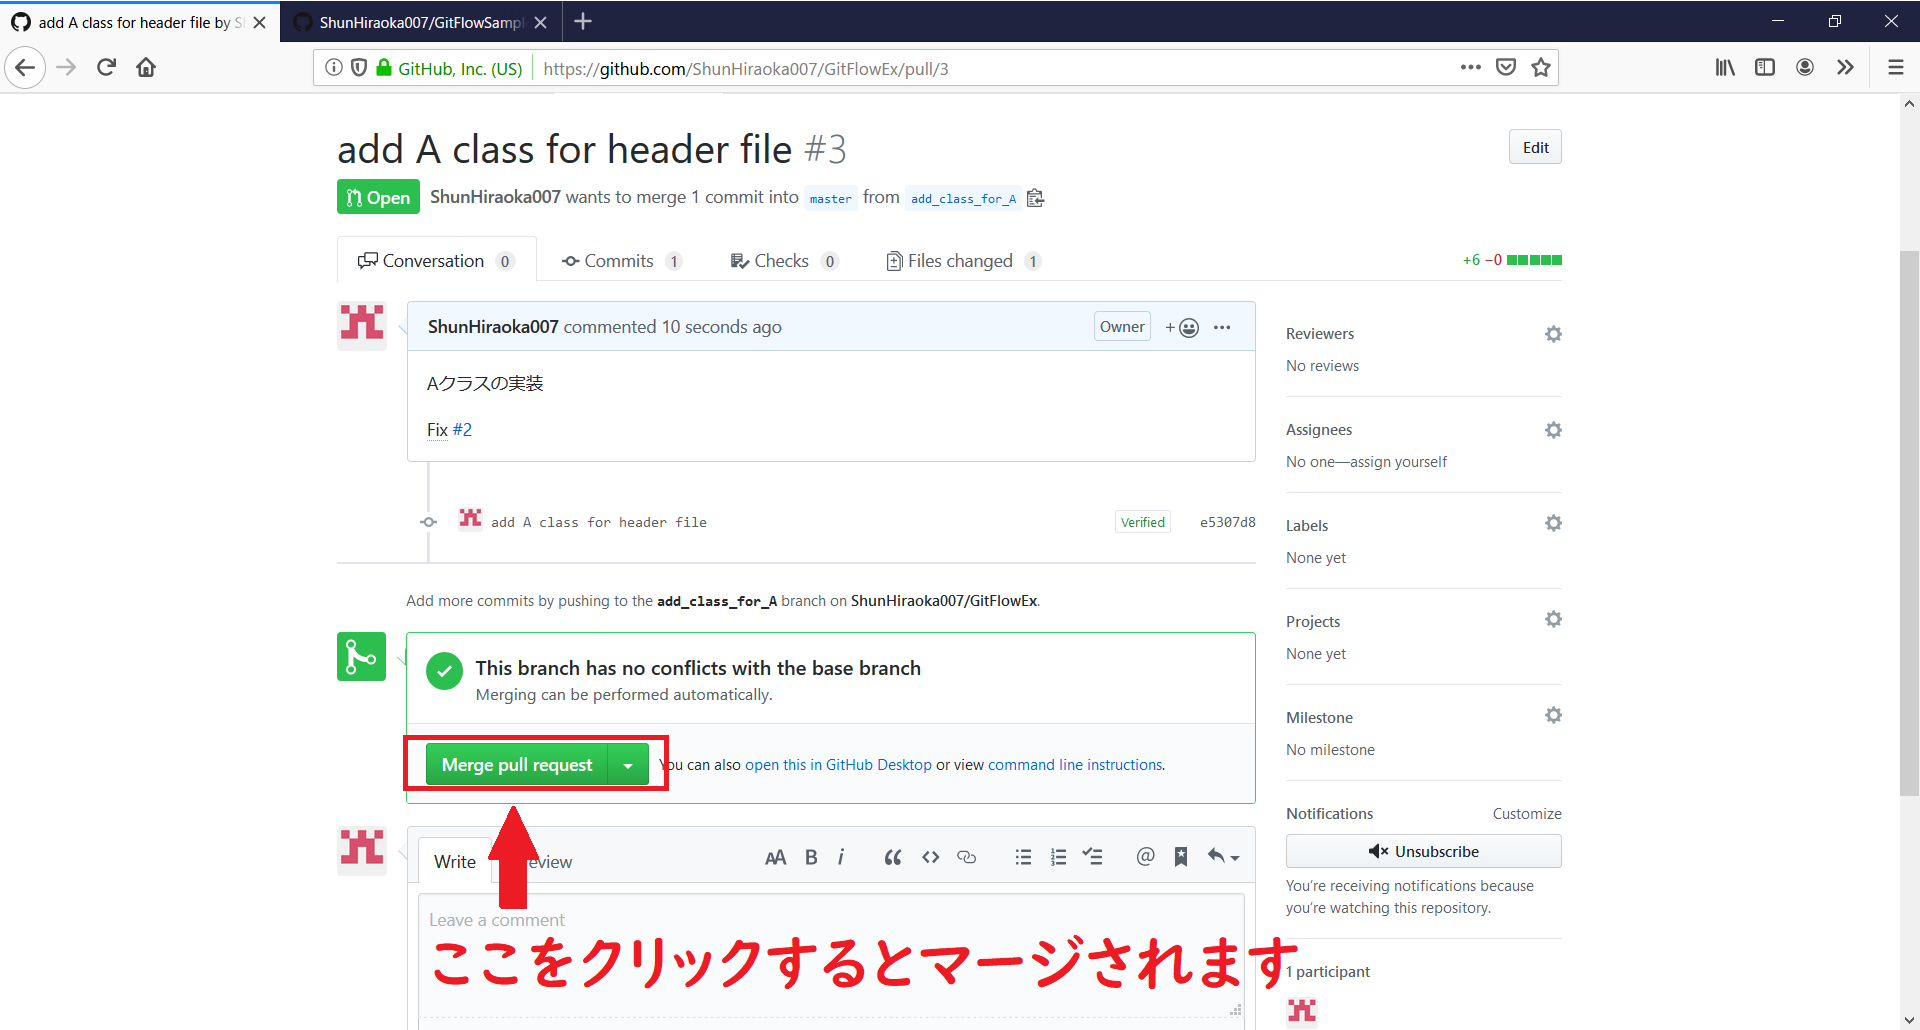 add A class for header file by S
ShunHiraoka007/GitFlowSampl
GitHub, Inc. (US)
https://github.com/ShunHiraoka007/GitFlowEx/pull/3
add A class for header file #3
Edit
Open
ShunHiraoka007 wants to merge 1 commit into master from add_class_for_A
Conversation 0
Commits 1
Checks 0
Files changed 1
+6 −0
ShunHiraoka007 commented 10 seconds ago
Owner
Aクラスの実装
Fix #2
add A class for header file
Verified
e5307d8
Add more commits by pushing to the add_class_for_A branch on ShunHiraoka007/GitFlowEx.
This branch has no conflicts with the base branch
Merging can be performed automatically.
Merge pull request
You can also open this in GitHub Desktop or view command line instructions.
Write
eview
Leave a comment
ここをクリックするとマージされます
Reviewers
No reviews
Assignees
No one—assign yourself
Labels
None yet
Projects
None yet
Milestone
No milestone
Notifications
Customize
Unsubscribe
You're receiving notifications because
you're watching this repository.
1 participant